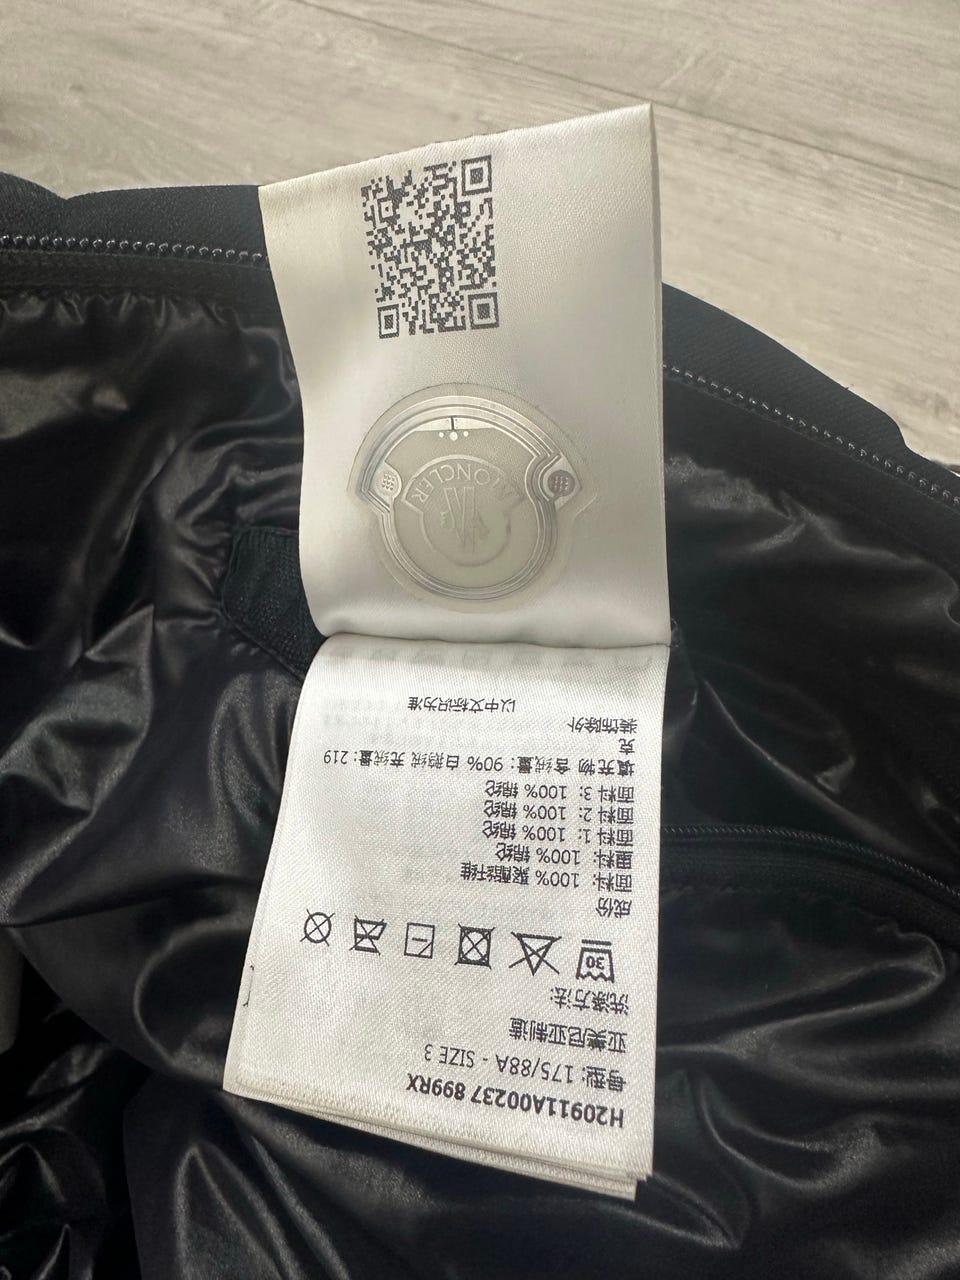 H20911A00237 899RX
号型: 175/88A - SIZE 3
亚美尼亚制造
洗涤方法:
30
成份
面料: 100% 聚酯纤维
里料: 100% 锦纶
面料 1: 100% 锦纶
面料 2: 100% 锦纶
面料 3: 100% 锦纶
填充物 含绒量: 90% 白鹅绒 充绒量: 219
克
装饰除外
以中文标识为准
MONCLER